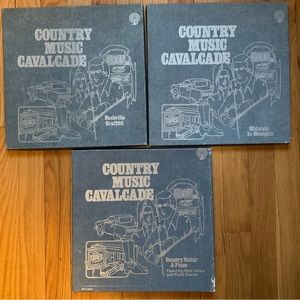 COUNTRY
MUSIC
CAVALCADE
Nashville
Graffiti
COUNTRY
MUSIC
CAVALCADE
Midnight
In Memphis
COUNTRY
MUSIC
CAVALCADE
Country Guitar
& Piano
Featuring Chet Atkins
and Floyd Cramer